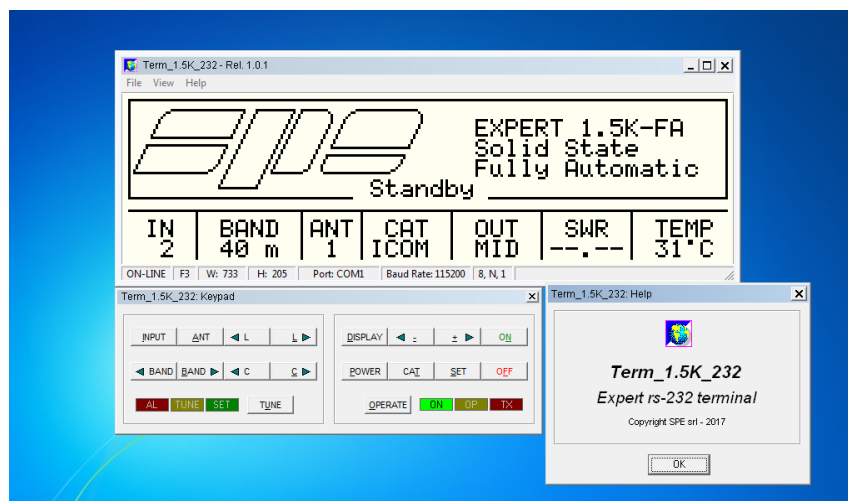 Term_1.5K_232 - Rel. 1.0.1
File View Help
spe
EXPERT 1.5K-FA
Solid State
Fully Automatic
Standby
IN BAND ANT CAT OUT SWR TEMP
2 40 m 1 ICOM MID --.-- 31°C
ON-LINE F3 W: 733 H: 205 Port: COM1 Baud Rate: 115200 8, N, 1
Term_1.5K_232: Keypad
INPUT ANT ◄ L L ► DISPLAY ◄ - + ► ON
◄ BAND BAND ► ◄ C C ► POWER CAT SET OFF
AL TUNE SET TUNE OPERATE ON OP TX
Term_1.5K_232: Help
Term_1.5K_232
Expert rs-232 terminal
Copyright SPE srl - 2017
OK